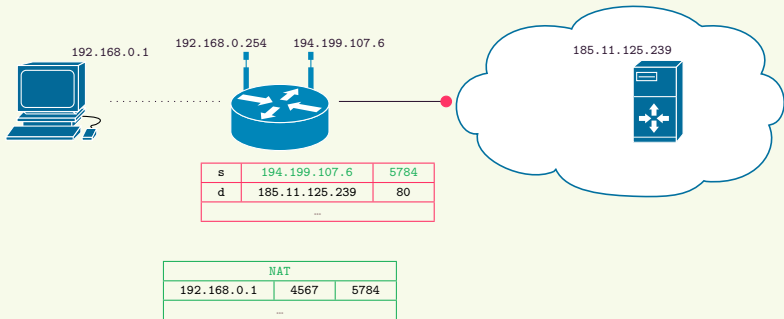 192.168.0.1 192.168.0.254 194.199.107.6 185.11.125.239
s 194.199.107.6 5784
d 185.11.125.239 80
…
NAT
192.168.0.1 4567 5784
…